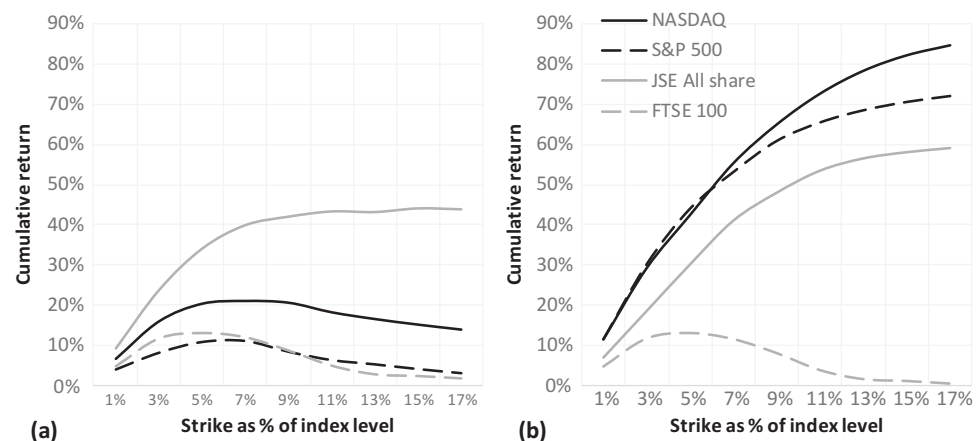 90%
80%
70%
60%
50%
40%
30%
20%
10%
0%
Cumulative return
1% 3% 5% 7% 9% 11% 13% 15% 17%
(a) Strike as % of index level
90%
80%
70%
60%
50%
40%
30%
20%
10%
0%
Cumulative return
NASDAQ
S&P 500
JSE All share
FTSE 100
1% 3% 5% 7% 9% 11% 13% 15% 17%
(b) Strike as % of index level